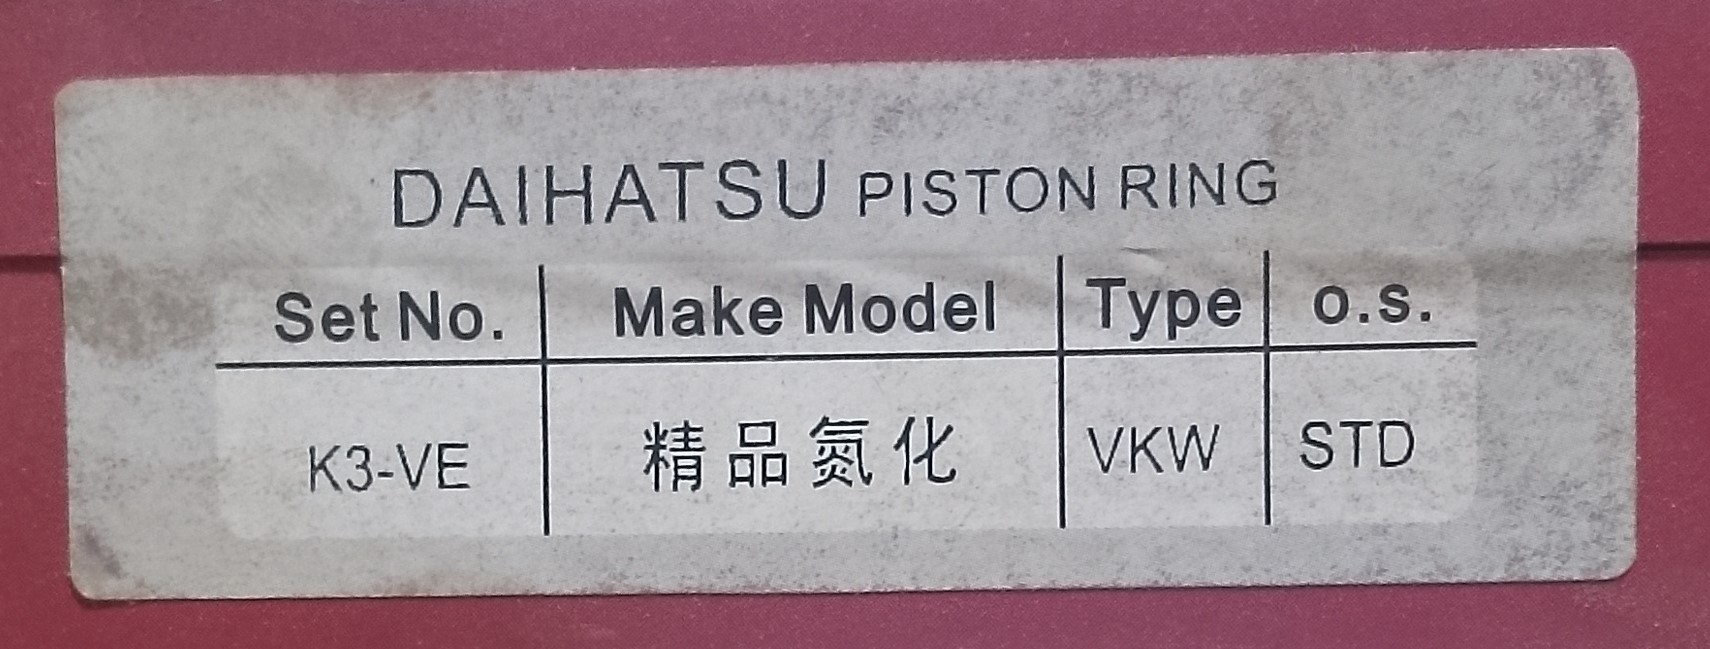 DAIHATSU PISTON RING
Set No. Make Model Type o.s.
K3-VE 精品氮化 VKW STD